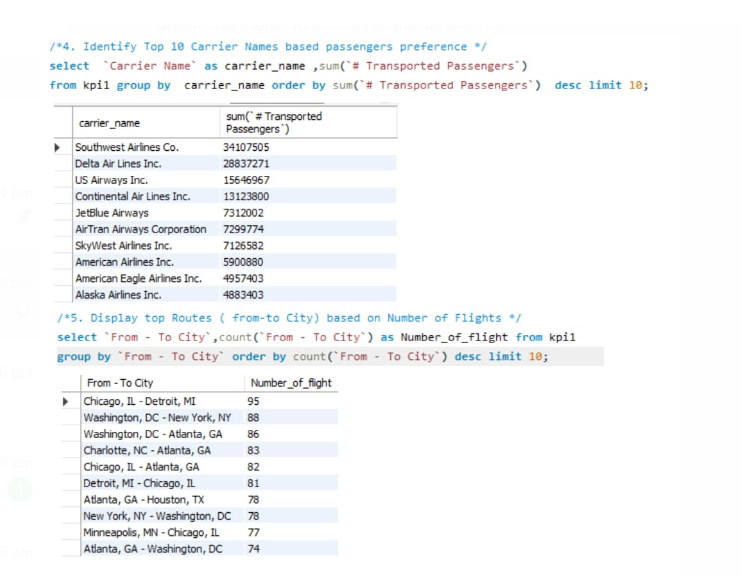 /*4. Identify Top 10 Carrier Names based passengers preference */
select `Carrier Name` as carrier_name ,sum(`# Transported Passengers`)
from kpi1 group by carrier_name order by sum(`# Transported Passengers`) desc limit 10;
carrier_name sum(`# Transported
Passengers`)
Southwest Airlines Co. 34107505
Delta Air Lines Inc. 28837271
US Airways Inc. 15646967
Continental Air Lines Inc. 13123800
JetBlue Airways 7312002
AirTran Airways Corporation 7299774
SkyWest Airlines Inc. 7126582
American Airlines Inc. 5900880
American Eagle Airlines Inc. 4957403
Alaska Airlines Inc. 4883403
/*5. Display top Routes ( from-to City) based on Number of Flights */
select `From - To City`,count(`From - To City`) as Number_of_flight from kpi1
group by `From - To City` order by count(`From - To City`) desc limit 10;
From - To City Number_of_flight
Chicago, IL - Detroit, MI 95
Washington, DC - New York, NY 88
Washington, DC - Atlanta, GA 86
Charlotte, NC - Atlanta, GA 83
Chicago, IL - Atlanta, GA 82
Detroit, MI - Chicago, IL 81
Atlanta, GA - Houston, TX 78
New York, NY - Washington, DC 78
Minneapolis, MN - Chicago, IL 77
Atlanta, GA - Washington, DC 74